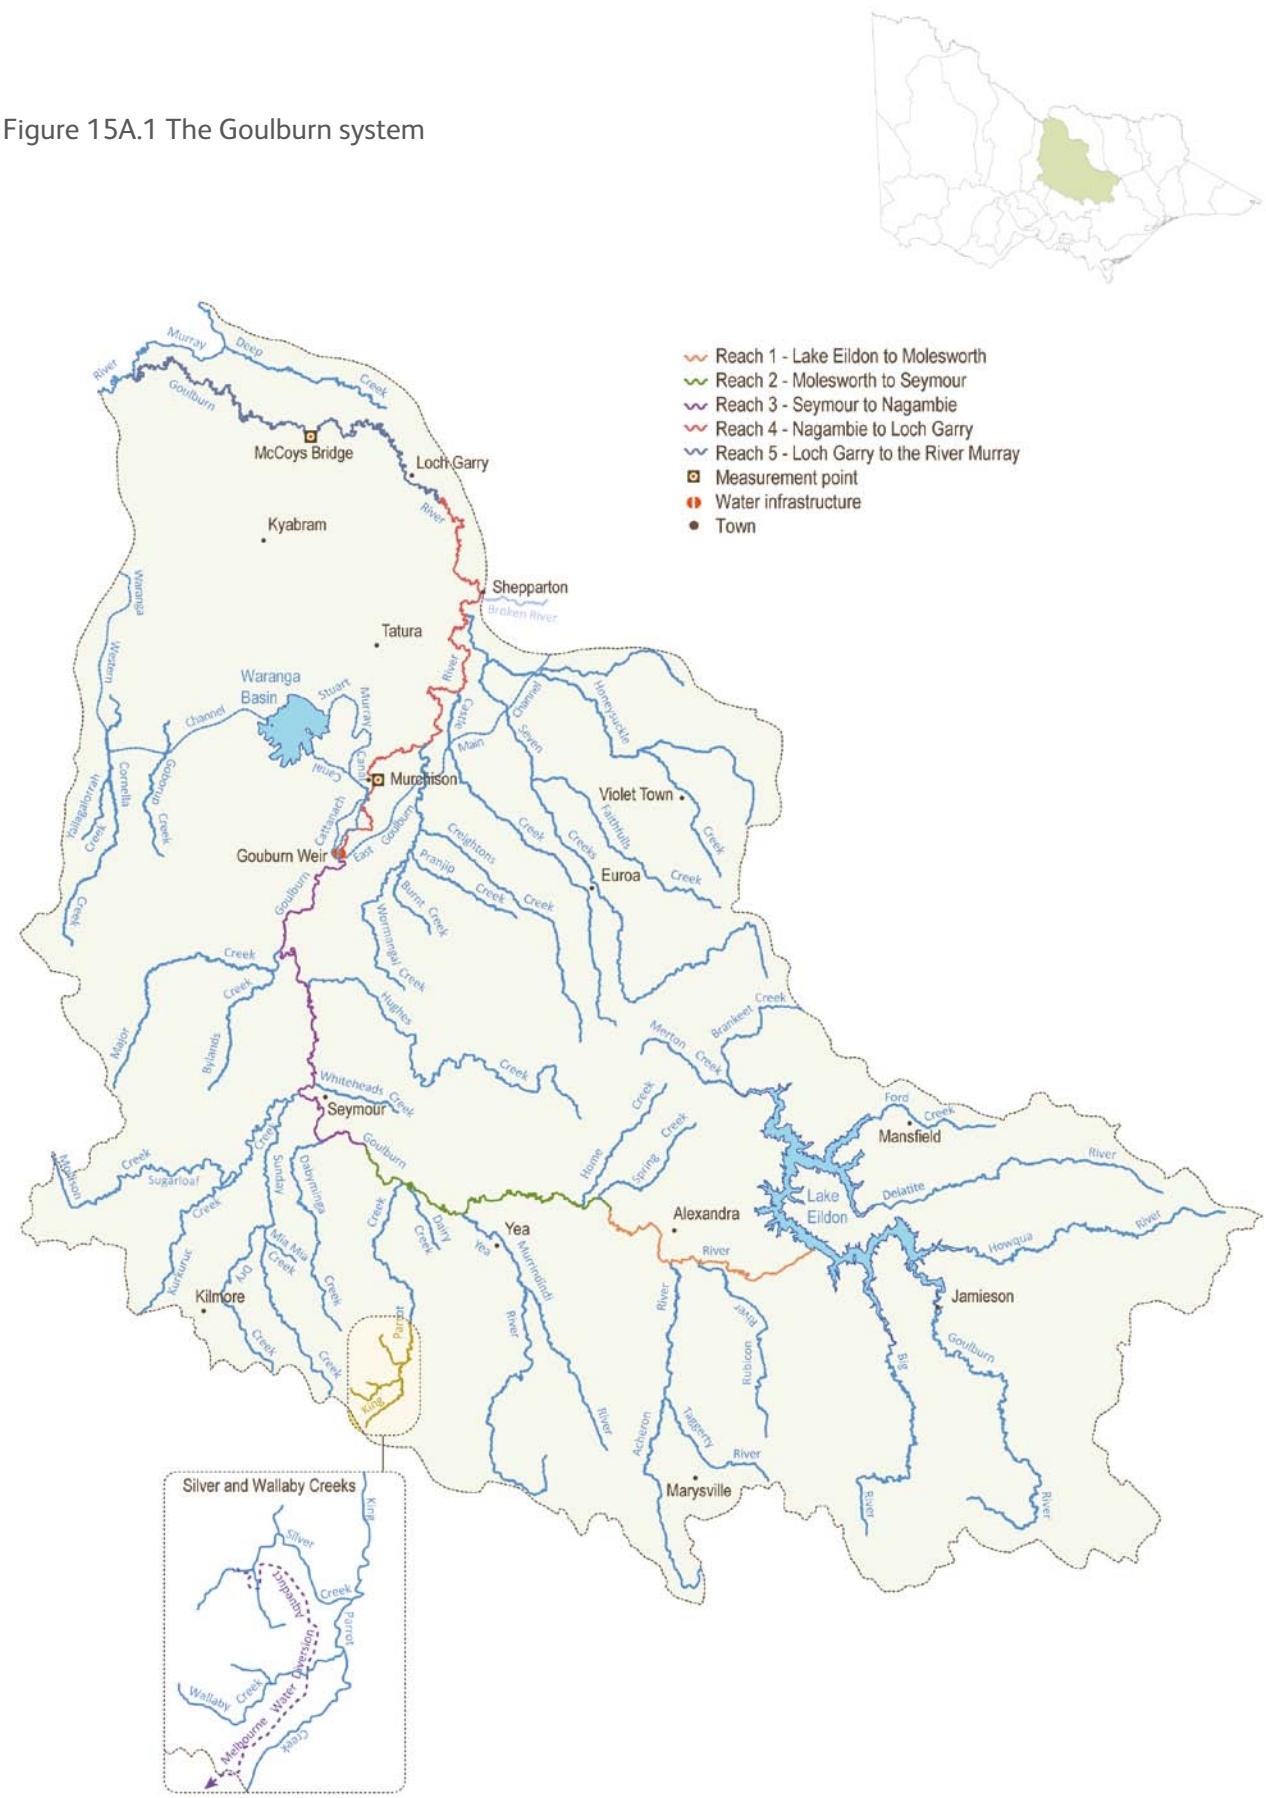 Figure 15A.1 The Goulburn system
Reach 1 - Lake Eildon to Molesworth
Reach 2 - Molesworth to Seymour
Reach 3 - Seymour to Nagambie
Reach 4 - Nagambie to Loch Garry
Reach 5 - Loch Garry to the River Murray
Measurement point
Water infrastructure
Town
Murray
Deep
River
Creek
Goulburn
McCoys Bridge
Loch Garry
River
Kyabram
Waranga
Shepparton
Broken River
Tatura
Western
River
Waranga
Basin
Stuart
Murray
Channel
Castle
Channel
Honeysuckle
Main
Seven
Canal
Canal
Murchison
Yallagalorrah
Creek
Cornella
Goborup
Creek
Violet Town
Cattanach
Goulburn
Faithfulls
Creek
Creek
Creeks
Creightons
East
Gouburn Weir
Pranjip
Creek
Creek
Creek
Euroa
Goulburn
Burnt
Creek
Creek
Wormangal
Creek
Creek
Creek
Major
Bylands
Hughes
Creek
Brankeet
Creek
Merton
Creek
Whiteheads
Creek
Seymour
Creek
Creek
Ford
Creek
Mansfield
Goulburn
Home
Spring
Mollison
Creek
Sugarloaf
Creek
Sunday
Dabyminga
River
Delatite
Lake
Eildon
Creek
Creek
Dairy
Creek
Yea
Yea
Alexandra
River
Howqua
River
Mia Mia
Creek
Dry
Kurkuruc
Kilmore
Creek
Creek
Creek
Murrindindi
River
River
River
Rubicon
Jamieson
Goulburn
Big
Parrot
King
River
Acheron
Taggerty
River
Marysville
River
River
Silver and Wallaby Creeks
King
Silver
Creek
Aquaduct
Parrot
Wallaby
Creek
Melbourne Water Diversion
Creek